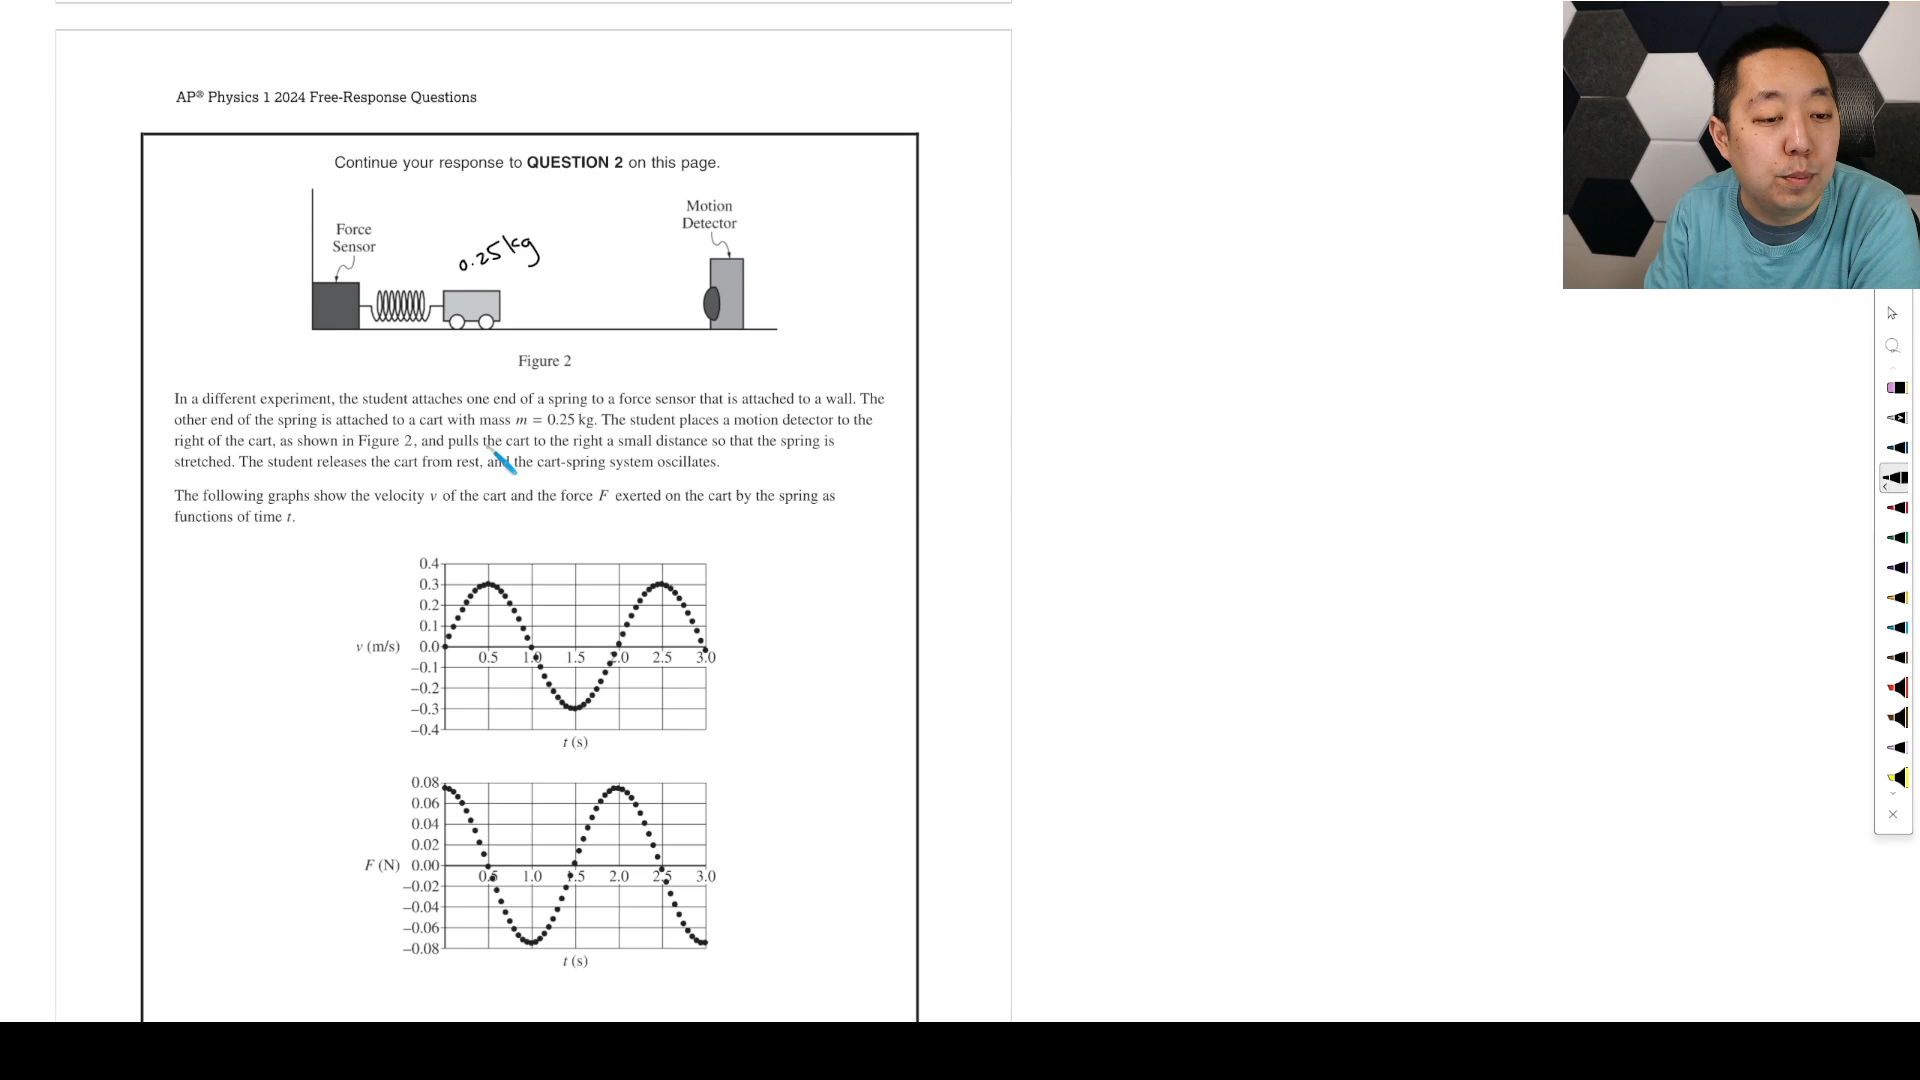 AP® Physics 1 2024 Free-Response Questions
Continue your response to QUESTION 2 on this page.
Motion
Detector
Force
Sensor
0.25kg
Figure 2
In a different experiment, the student attaches one end of a spring to a force sensor that is attached to a wall. The
other end of the spring is attached to a cart with mass m = 0.25 kg. The student places a motion detector to the
right of the cart, as shown in Figure 2, and pulls the cart to the right a small distance so that the spring is
stretched. The student releases the cart from rest, and the cart-spring system oscillates.
The following graphs show the velocity v of the cart and the force F exerted on the cart by the spring as
functions of time t.
0.4
0.3
0.2
0.1
v (m/s) 0.0
0.5 1.0 1.5 2.0 2.5 3.0
−0.1
−0.2
−0.3
−0.4
t (s)
0.08
0.06
0.04
0.02
F (N) 0.00
0.5 1.0 1.5 2.0 2.5 3.0
−0.02
−0.04
−0.06
−0.08
t (s)